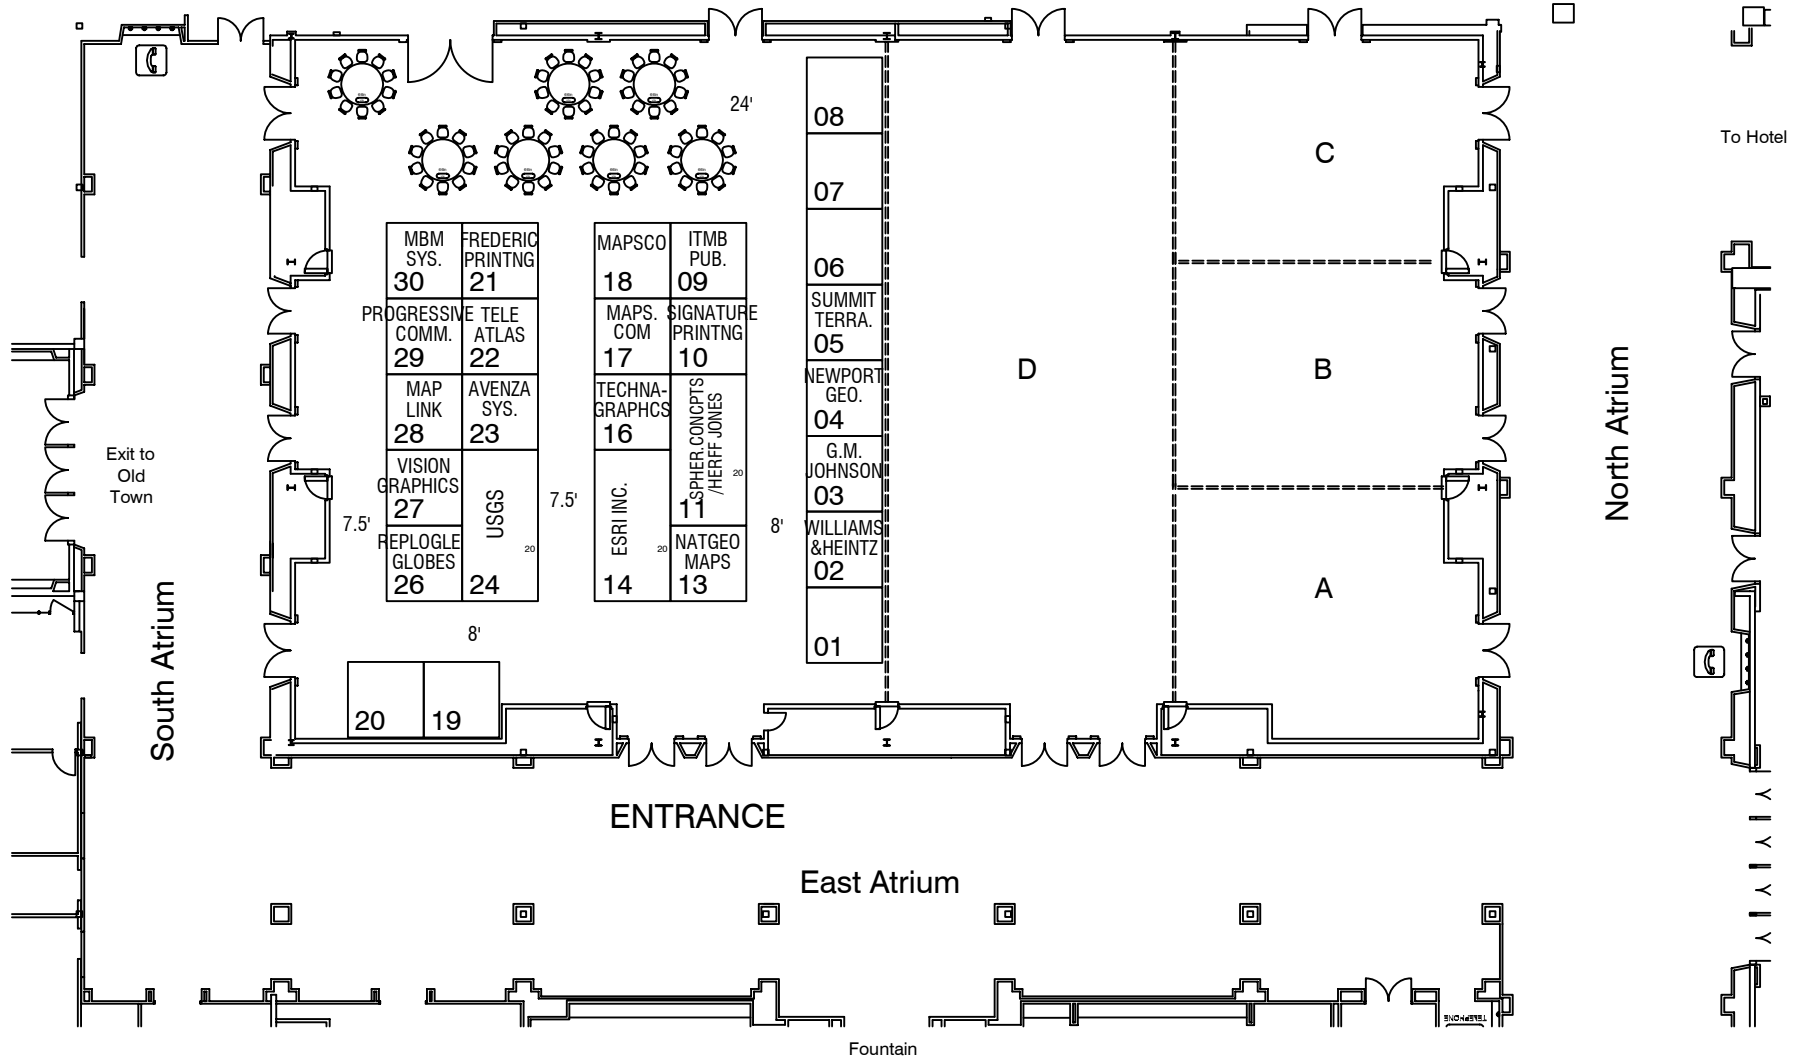 To Hotel
24'
08
C
07
MBM
SYS.
30
FREDERIC
PRINTNG
21
MAPSCO
18
ITMB
PUB.
09
06
PROGRESSIVE
COMM.
29
TELE
ATLAS
22
MAPS.
COM
17
SIGNATURE
PRINTNG
10
SUMMIT
TERRA.
05
D
B
MAP
LINK
28
AVENZA
SYS.
23
TECHNA-
GRAPHCS
16
SPHER.CONCPTS
/HERFF JONES
20
11
NEWPORT
GEO.
04
North Atrium
Exit to
Old
Town
VISION
GRAPHICS
27
USGS
20
24
7.5'
7.5'
ESRI INC.
20
14
8'
G.M.
JOHNSON
03
REPLOGLE
GLOBES
26
NATGEO
MAPS
13
WILLIAMS
&HEINTZ
02
A
South Atrium
8'
01
20
19
ENTRANCE
East Atrium
TELEPHONE
Fountain